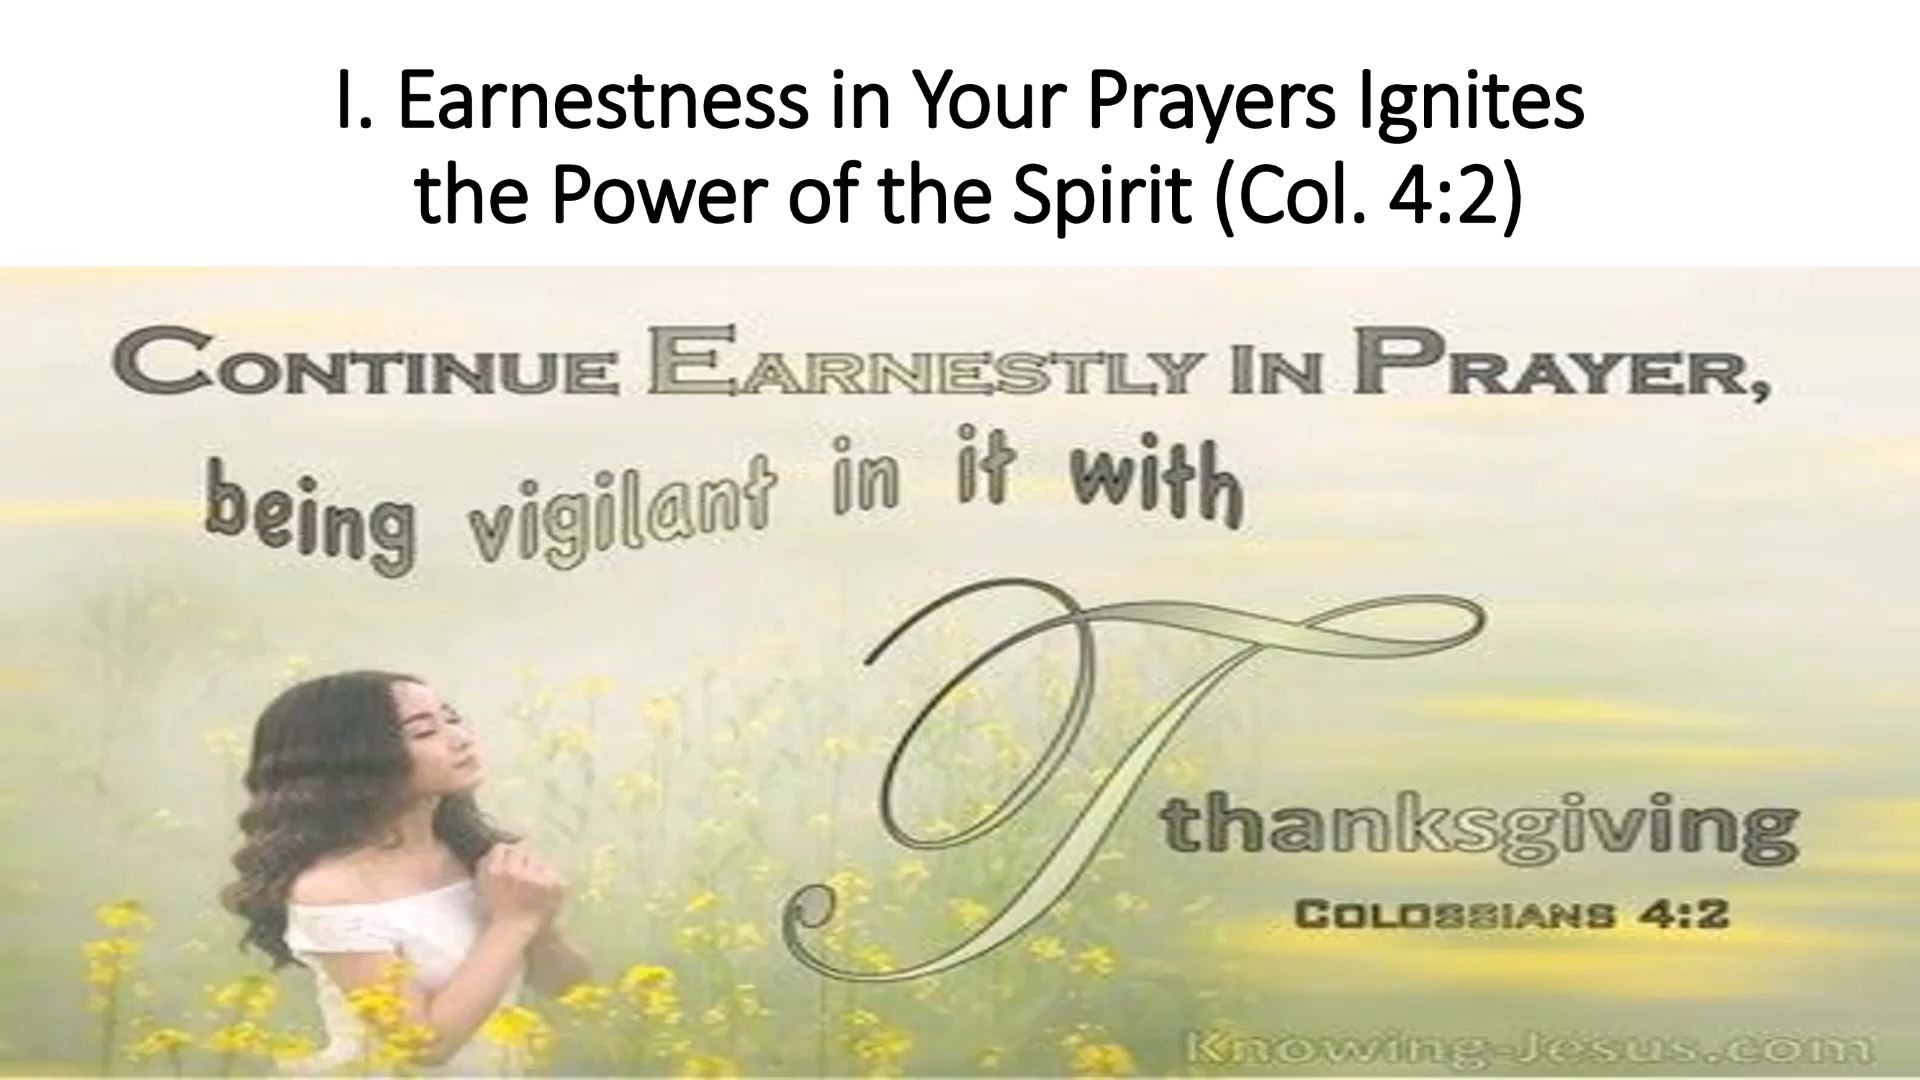 I. Earnestness in Your Prayers Ignites
the Power of the Spirit (Col. 4:2)
Continue Earnestly In Prayer,
being vigilant in it with
T
thanksgiving
Colossians 4:2
Knowing-Jesus.com